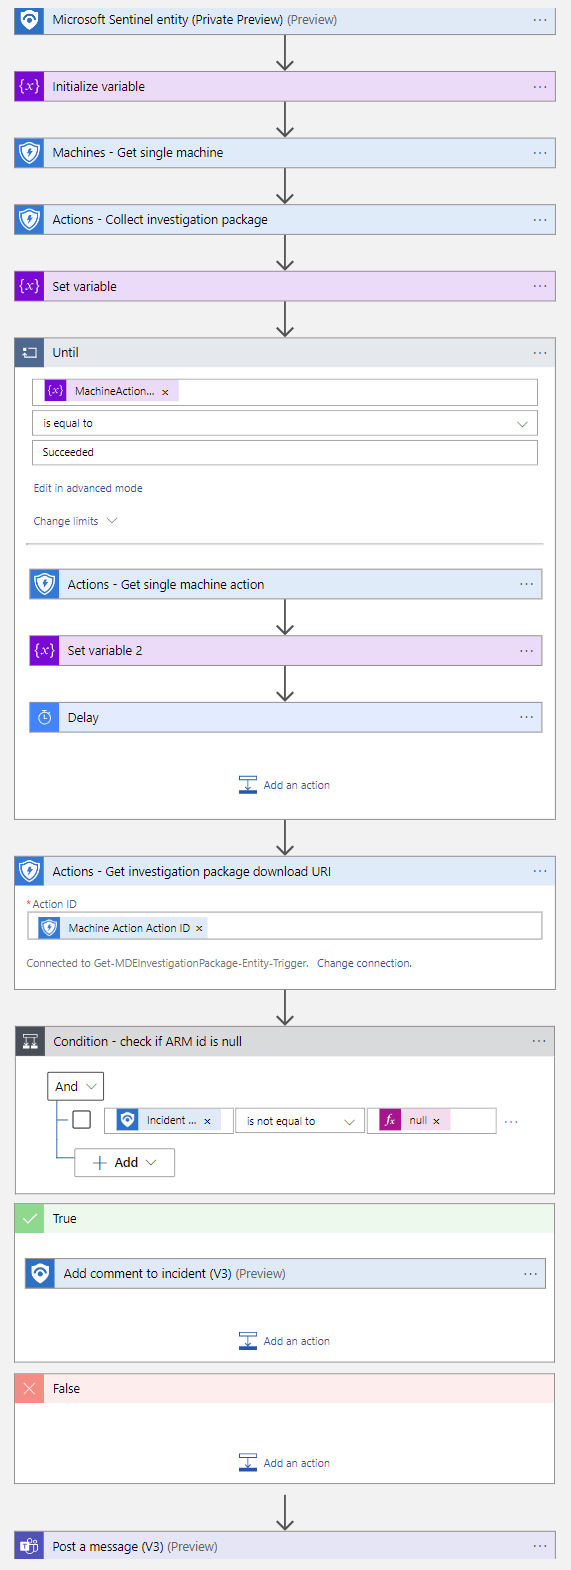 Microsoft Sentinel entity (Private Preview) (Preview) ...
{x} Initialize variable ...
Machines - Get single machine ...
Actions - Collect investigation package ...
{x} Set variable ...
Until ...
{x} MachineAction... x
is equal to
Succeeded
Edit in advanced mode
Change limits
Actions - Get single machine action ...
{x} Set variable 2 ...
Delay ...
Add an action
Actions - Get investigation package download URI ...
*Action ID
Machine Action Action ID x
Connected to Get-MDEInvestigationPackage-Entity-Trigger. Change connection.
Condition - check if ARM id is null ...
And
Incident ... x is not equal to fx null x ...
+ Add
True
Add comment to incident (V3) (Preview) ...
Add an action
False
Add an action
Post a message (V3) (Preview) ...